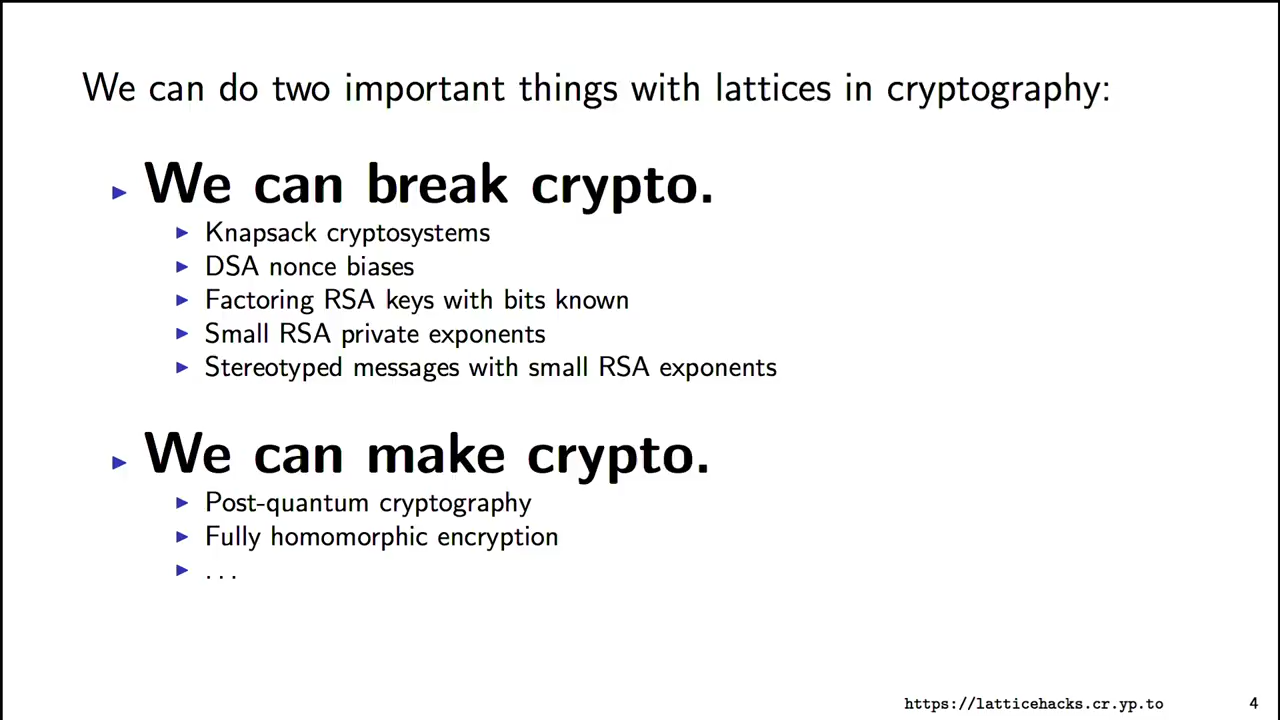 We can do two important things with lattices in cryptography:
▶ We can break crypto.
▶ Knapsack cryptosystems
▶ DSA nonce biases
▶ Factoring RSA keys with bits known
▶ Small RSA private exponents
▶ Stereotyped messages with small RSA exponents
▶ We can make crypto.
▶ Post-quantum cryptography
▶ Fully homomorphic encryption
▶ ...
https://latticehacks.cr.yp.to 4